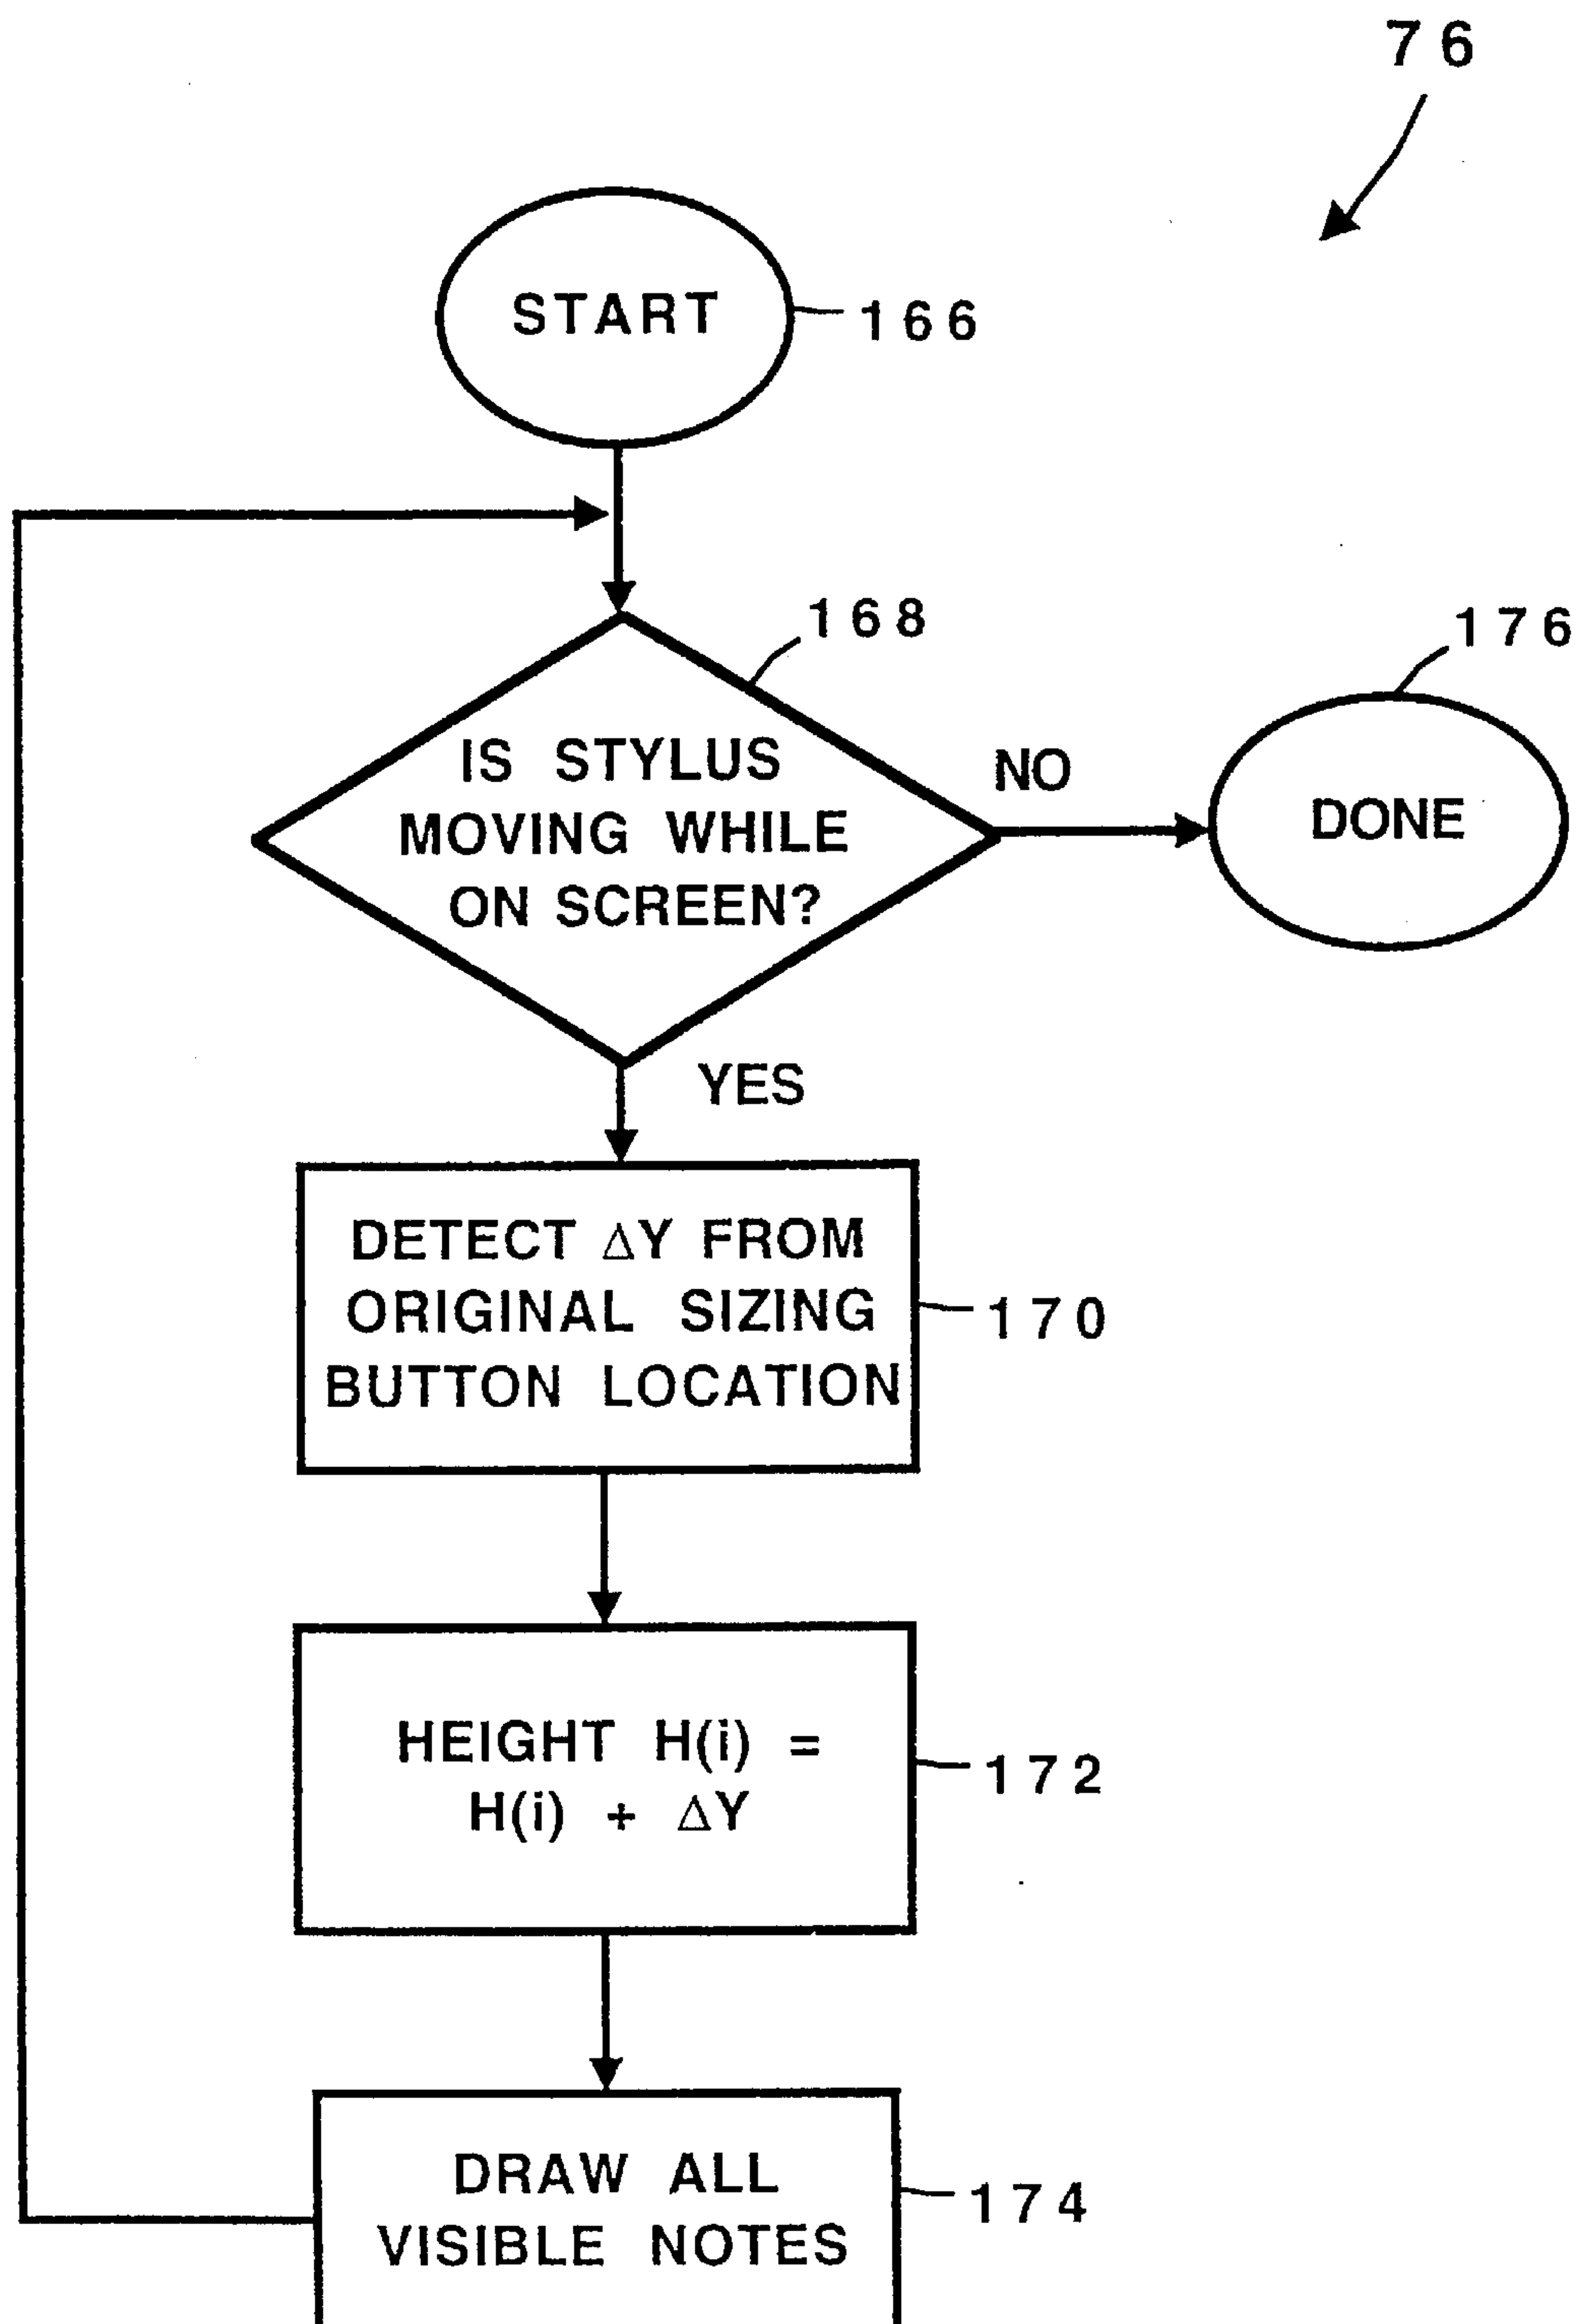 76
START
166
168
176
IS STYLUS
MOVING WHILE
ON SCREEN?
NO
DONE
YES
DETECT ΔY FROM
ORIGINAL SIZING
BUTTON LOCATION
170
HEIGHT H(i) =
H(i) + ΔY
172
DRAW ALL
VISIBLE NOTES
174